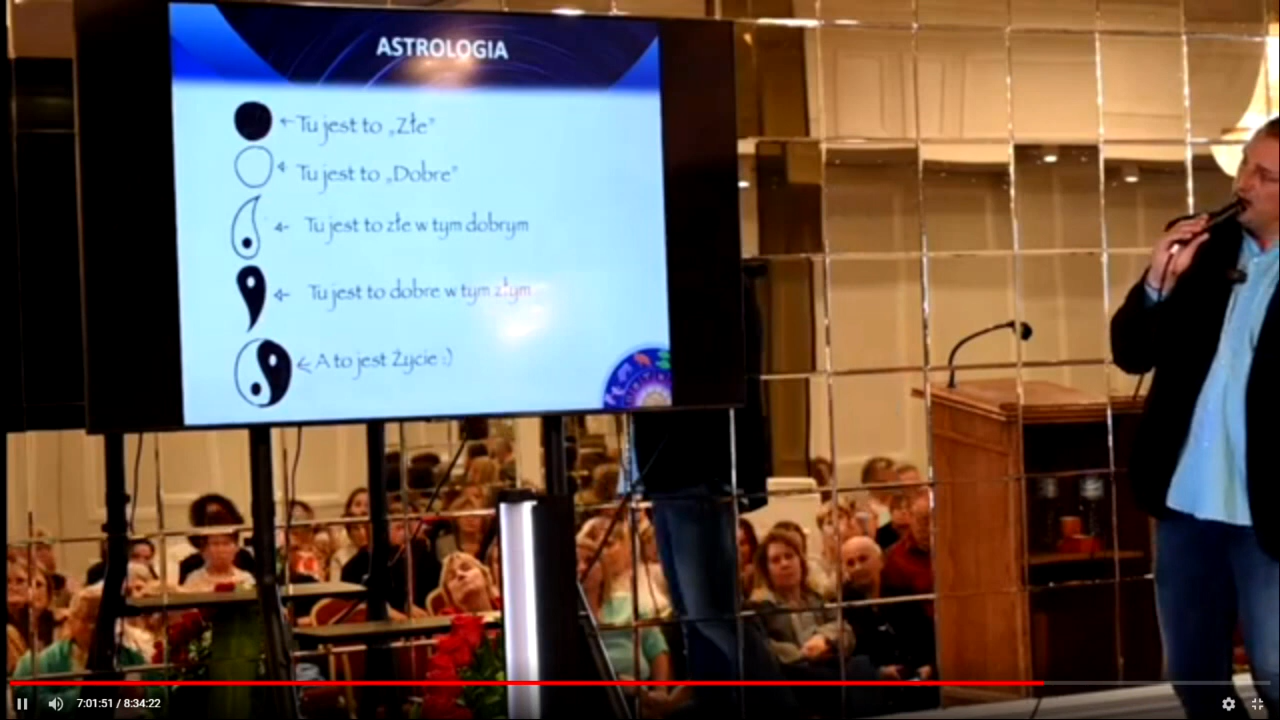 ASTROLOGIA
← Tu jest to „Złe”
← Tu jest to „Dobre”
← Tu jest to złe w tym dobrym
← Tu jest to dobre w tym złym
← A to jest Życie :)
7:01:51 / 8:34:22